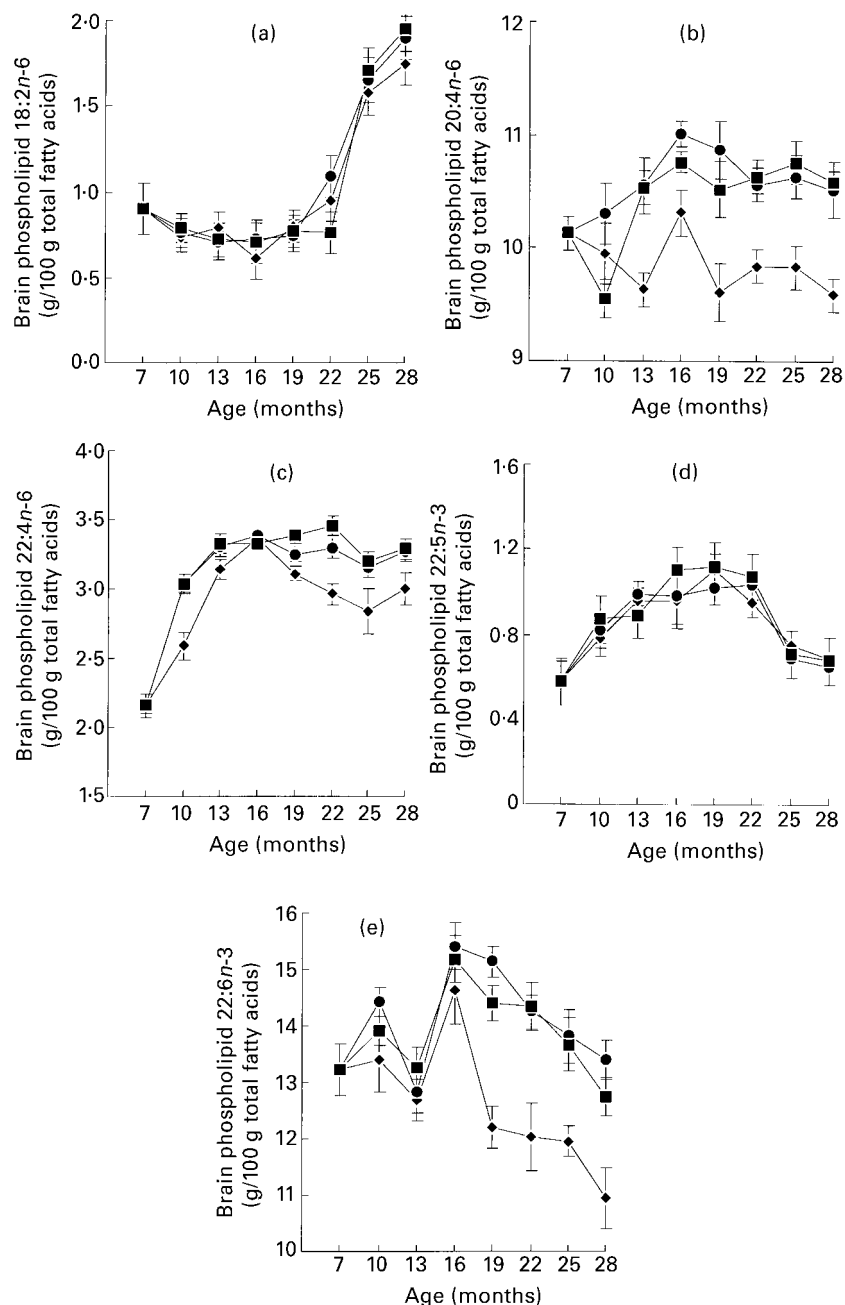 (a)
Brain phospholipid 18:2n-6
(g/100 g total fatty acids)
2·0
1·5
1·0
0·5
0·0
7 10 13 16 19 22 25 28
Age (months)
(b)
Brain phospholipid 20:4n-6
(g/100 g total fatty acids)
12
11
10
9
7 10 13 16 19 22 25 28
Age (months)
(c)
Brain phospholipid 22:4n-6
(g/100 g total fatty acids)
4·0
3·5
3·0
2·5
2·0
1·5
7 10 13 16 19 22 25 28
Age (months)
(d)
Brain phospholipid 22:5n-3
(g/100 g total fatty acids)
1·6
1·2
0·8
0·4
0
7 10 13 16 19 22 25 28
Age (months)
(e)
Brain phospholipid 22:6n-3
(g/100 g total fatty acids)
16
15
14
13
12
11
10
7 10 13 16 19 22 25 28
Age (months)